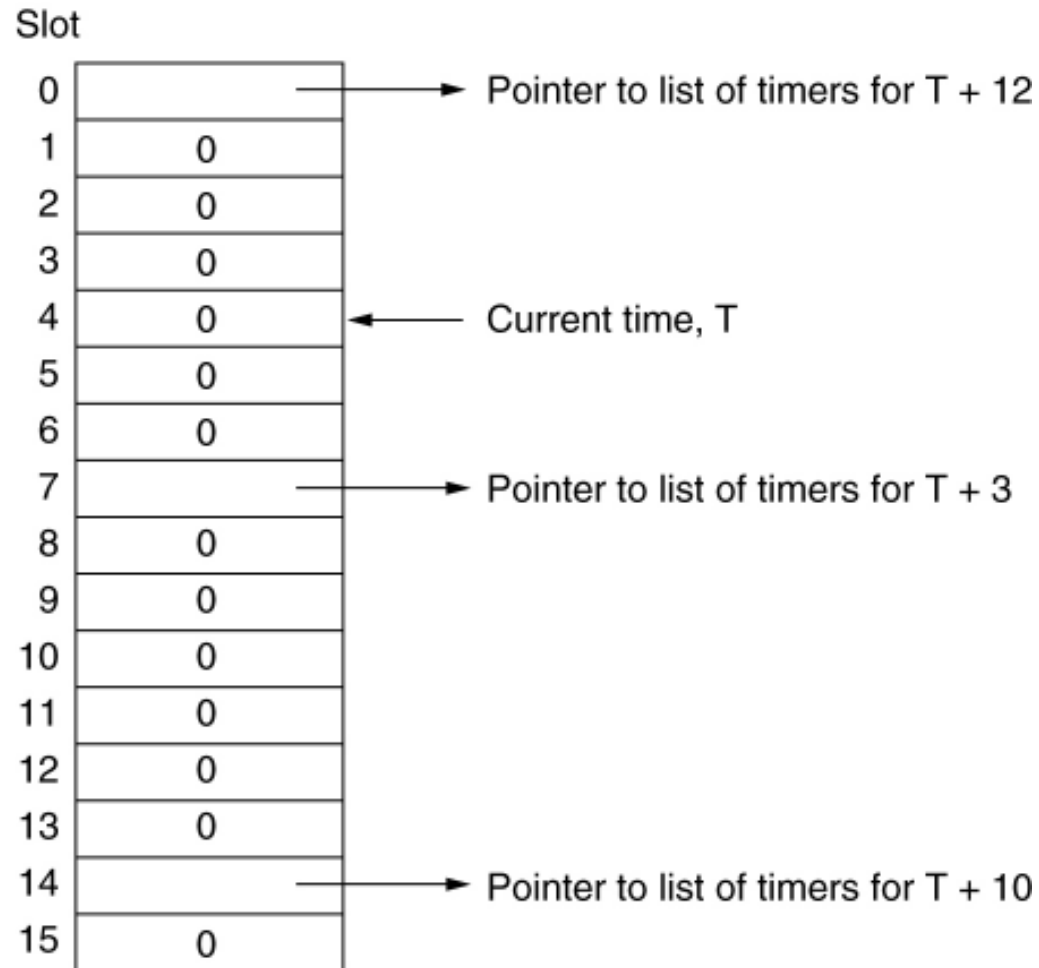 Slot
0 Pointer to list of timers for T + 12
1 0
2 0
3 0
4 0 Current time, T
5 0
6 0
7 Pointer to list of timers for T + 3
8 0
9 0
10 0
11 0
12 0
13 0
14 Pointer to list of timers for T + 10
15 0